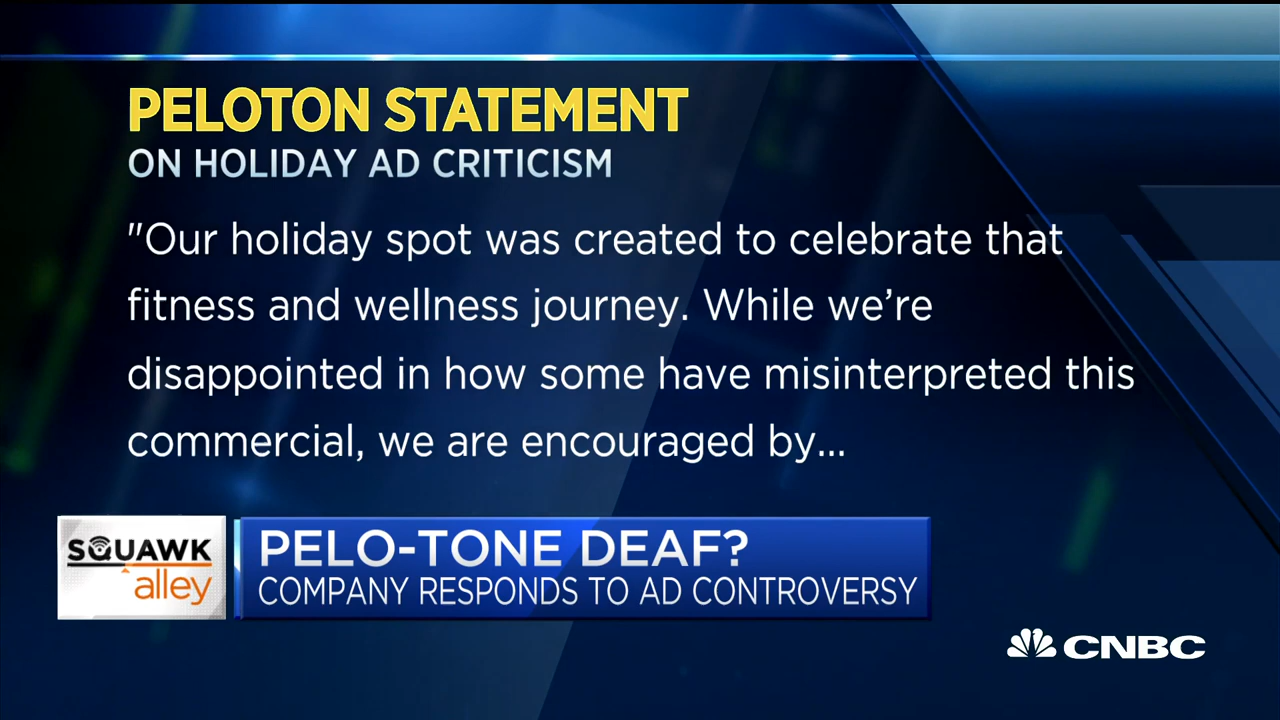 PELOTON STATEMENT
ON HOLIDAY AD CRITICISM
"Our holiday spot was created to celebrate that
fitness and wellness journey. While we’re
disappointed in how some have misinterpreted this
commercial, we are encouraged by...
SQUAWK
alley
PELO-TONE DEAF?
COMPANY RESPONDS TO AD CONTROVERSY
CNBC